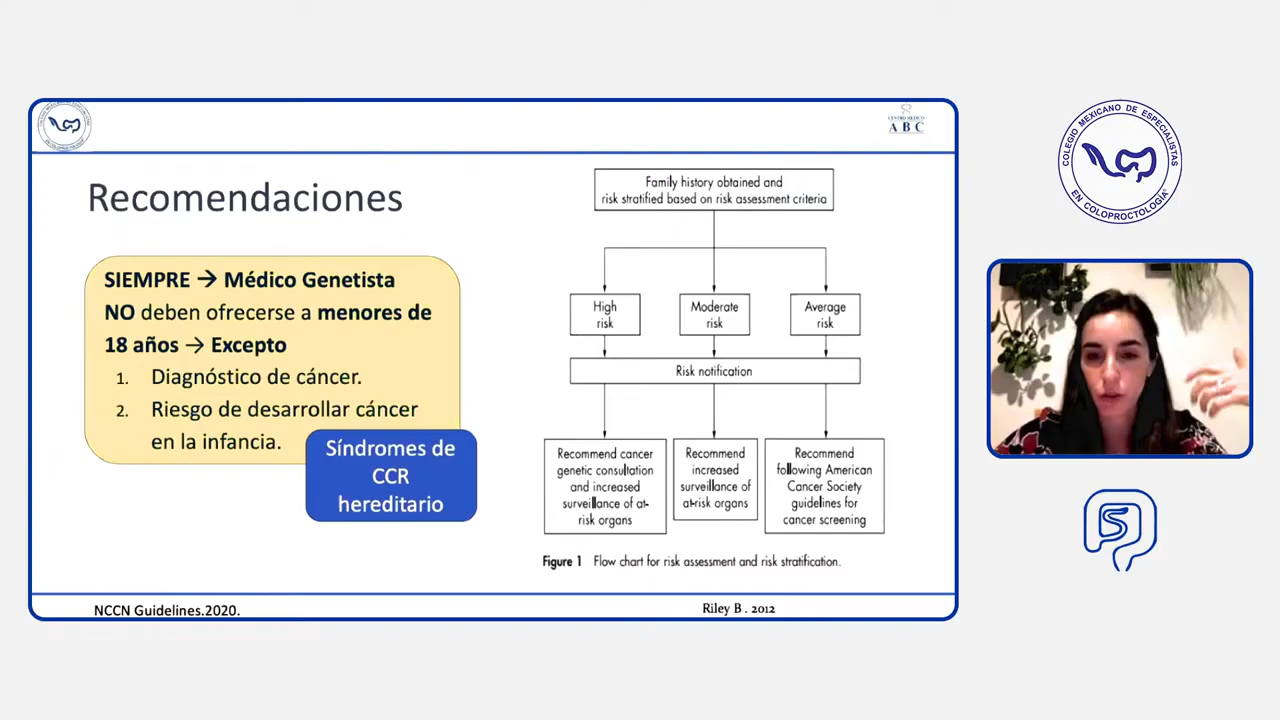 CENTRO MEDICO
A B C
Recomendaciones
SIEMPRE → Médico Genetista
NO deben ofrecerse a menores de
18 años → Excepto
1. Diagnóstico de cáncer.
2. Riesgo de desarrollar cáncer
en la infancia.
Síndromes de
CCR
hereditario
Family history obtained and
risk stratified based on risk assessment criteria
High
risk
Moderate
risk
Average
risk
Risk notification
Recommend cancer
genetic consultation
and increased
surveillance of at-
risk organs
Recommend
increased
surveillance of
at-risk organs
Recommend
following American
Cancer Society
guidelines for
cancer screening
Figure 1 Flow chart for risk assessment and risk stratification.
NCCN Guidelines.2020.
Riley B . 2012
COLEGIO MEXICANO DE ESPECIALISTAS
EN COLOPROCTOLOGÍA